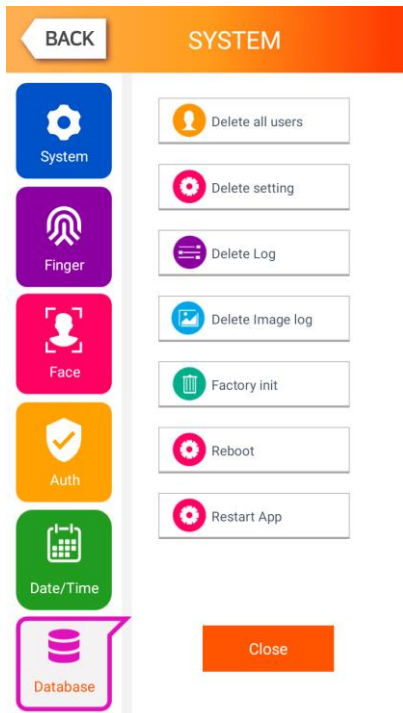 BACK
SYSTEM
System
Finger
Face
Auth
Date/Time
Database
Delete all users
Delete setting
Delete Log
Delete Image log
Factory init
Reboot
Restart App
Close